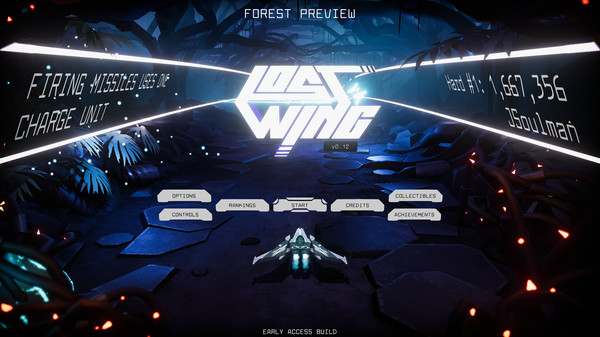 FOREST PREVIEW
FIRING MISSILES USES ONE
CHARGE UNIT
LOST
WING
v0.12
Hard #1: 1,667,356
JSoulman
OPTIONS
CONTROLS
RANKINGS
START
CREDITS
COLLECTIBLES
ACHIEVEMENTS
EARLY ACCESS BUILD